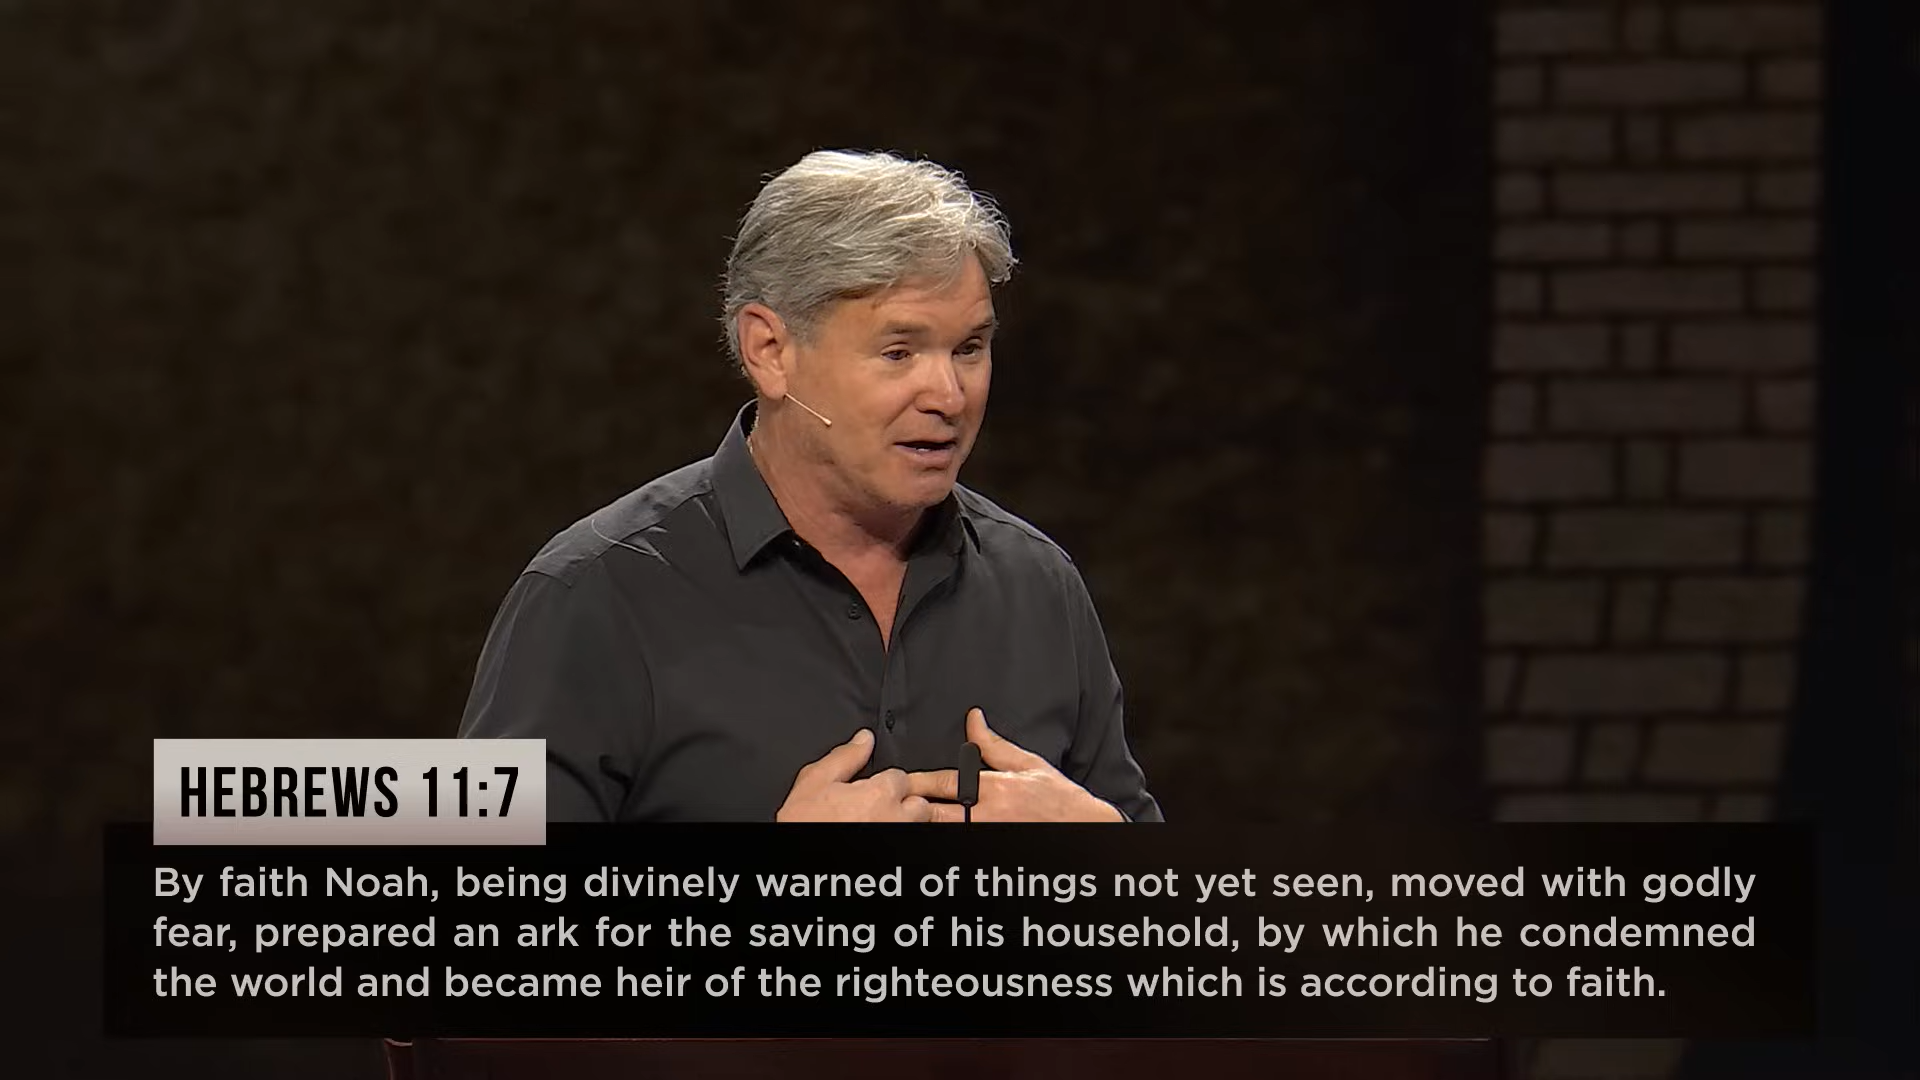 HEBREWS 11:7
By faith Noah, being divinely warned of things not yet seen, moved with godly
fear, prepared an ark for the saving of his household, by which he condemned
the world and became heir of the righteousness which is according to faith.